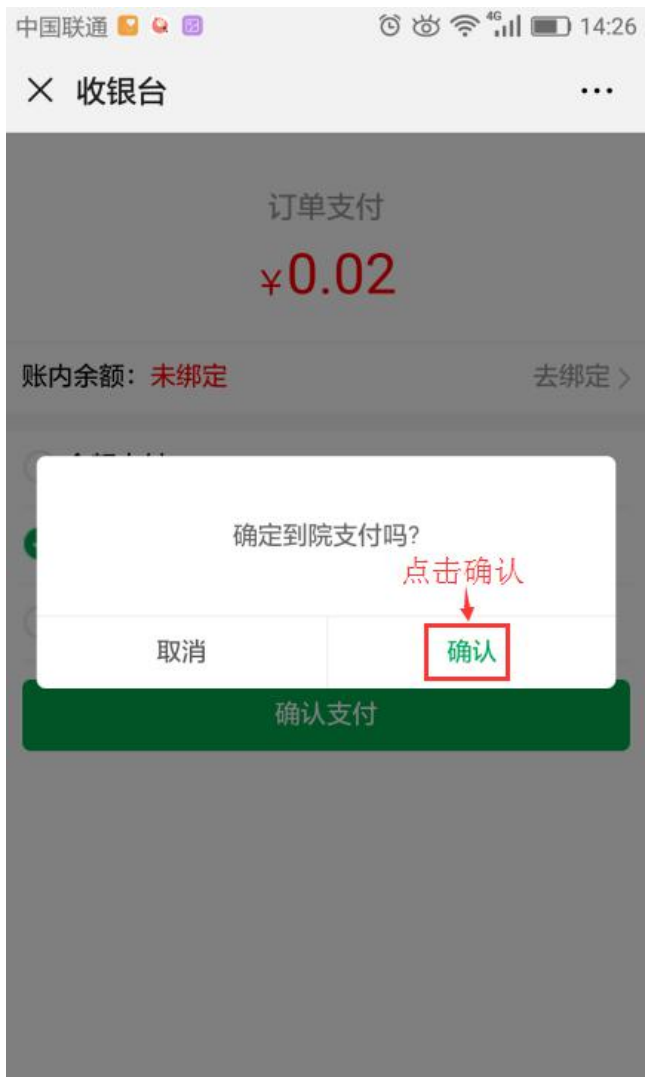 中国联通 4G 14:26
收银台
订单支付
¥0.02
账内余额：未绑定 去绑定
确定到院支付吗?
点击确认
取消 确认
确认支付